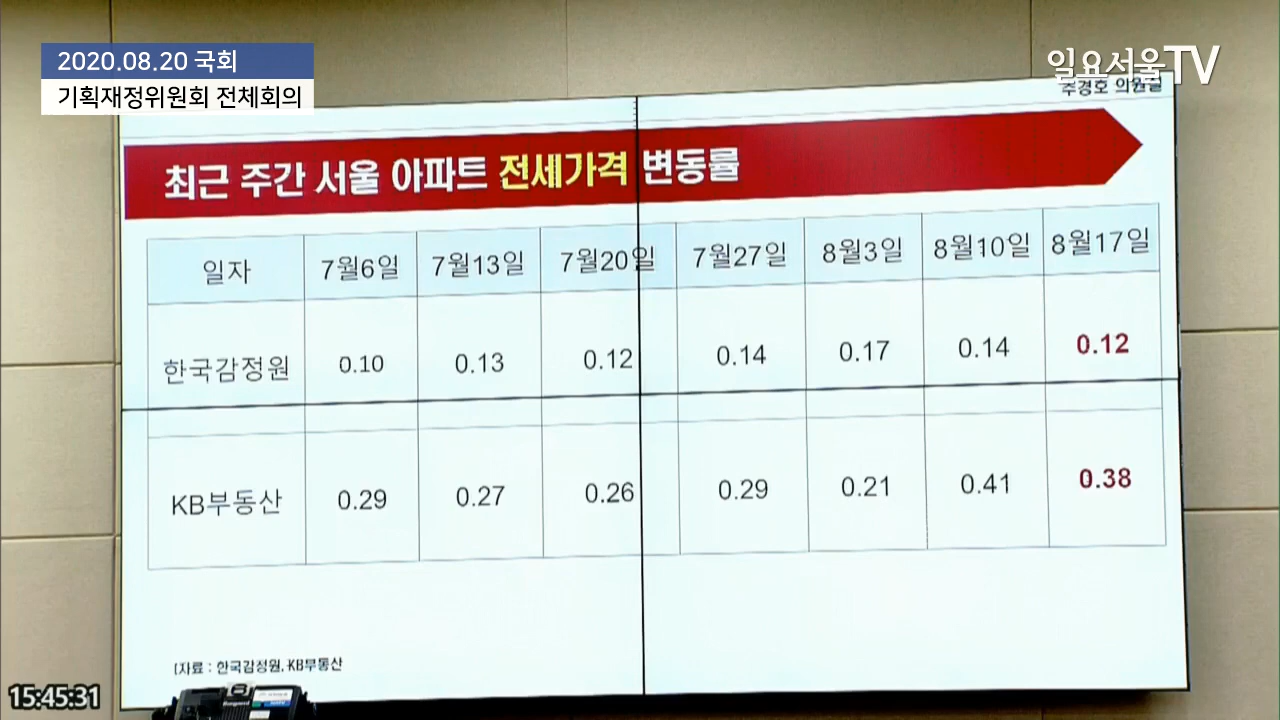 2020.08.20 국회
기획재정위원회 전체회의
일요서울TV
추경호 의원실
최근 주간 서울 아파트 전세가격 변동률
일자 7월6일 7월13일 7월20일 7월27일 8월3일 8월10일 8월17일
한국감정원 0.10 0.13 0.12 0.14 0.17 0.14 0.12
KB부동산 0.29 0.27 0.26 0.29 0.21 0.41 0.38
[자료 : 한국감정원, KB부동산
15:45:31